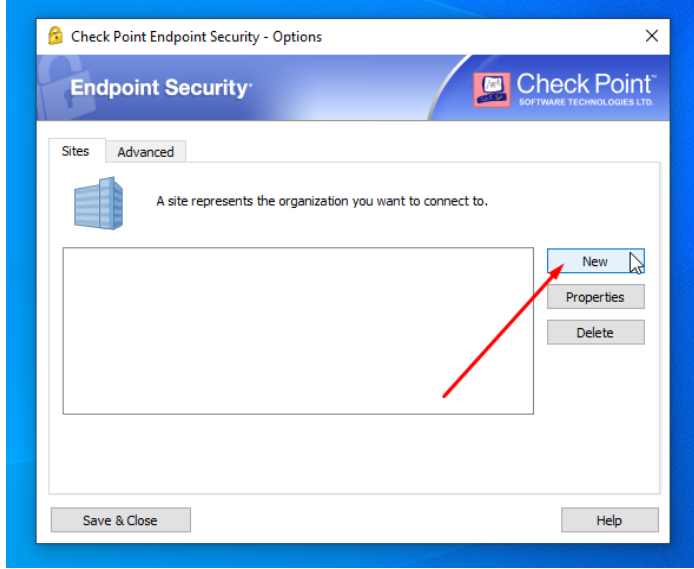 Check Point Endpoint Security - Options
Endpoint Security
Check Point™
SOFTWARE TECHNOLOGIES LTD.
Sites
Advanced
A site represents the organization you want to connect to.
New
Properties
Delete
Save & Close
Help